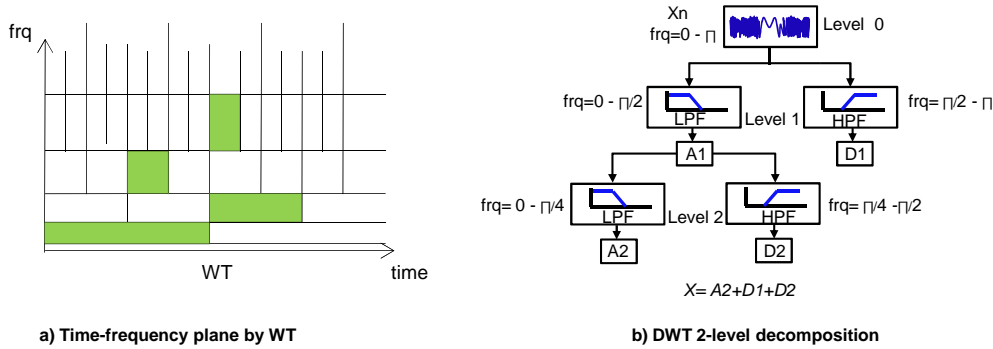 frq
time
WT
a) Time-frequency plane by WT
Xn
frq=0 - Π
Level 0
frq=0 - Π/2
LPF
Level 1
HPF
frq= Π/2 - Π
A1
D1
frq= 0 - Π/4
LPF
Level 2
HPF
frq= Π/4 -Π/2
A2
D2
X= A2+D1+D2
b) DWT 2-level decomposition